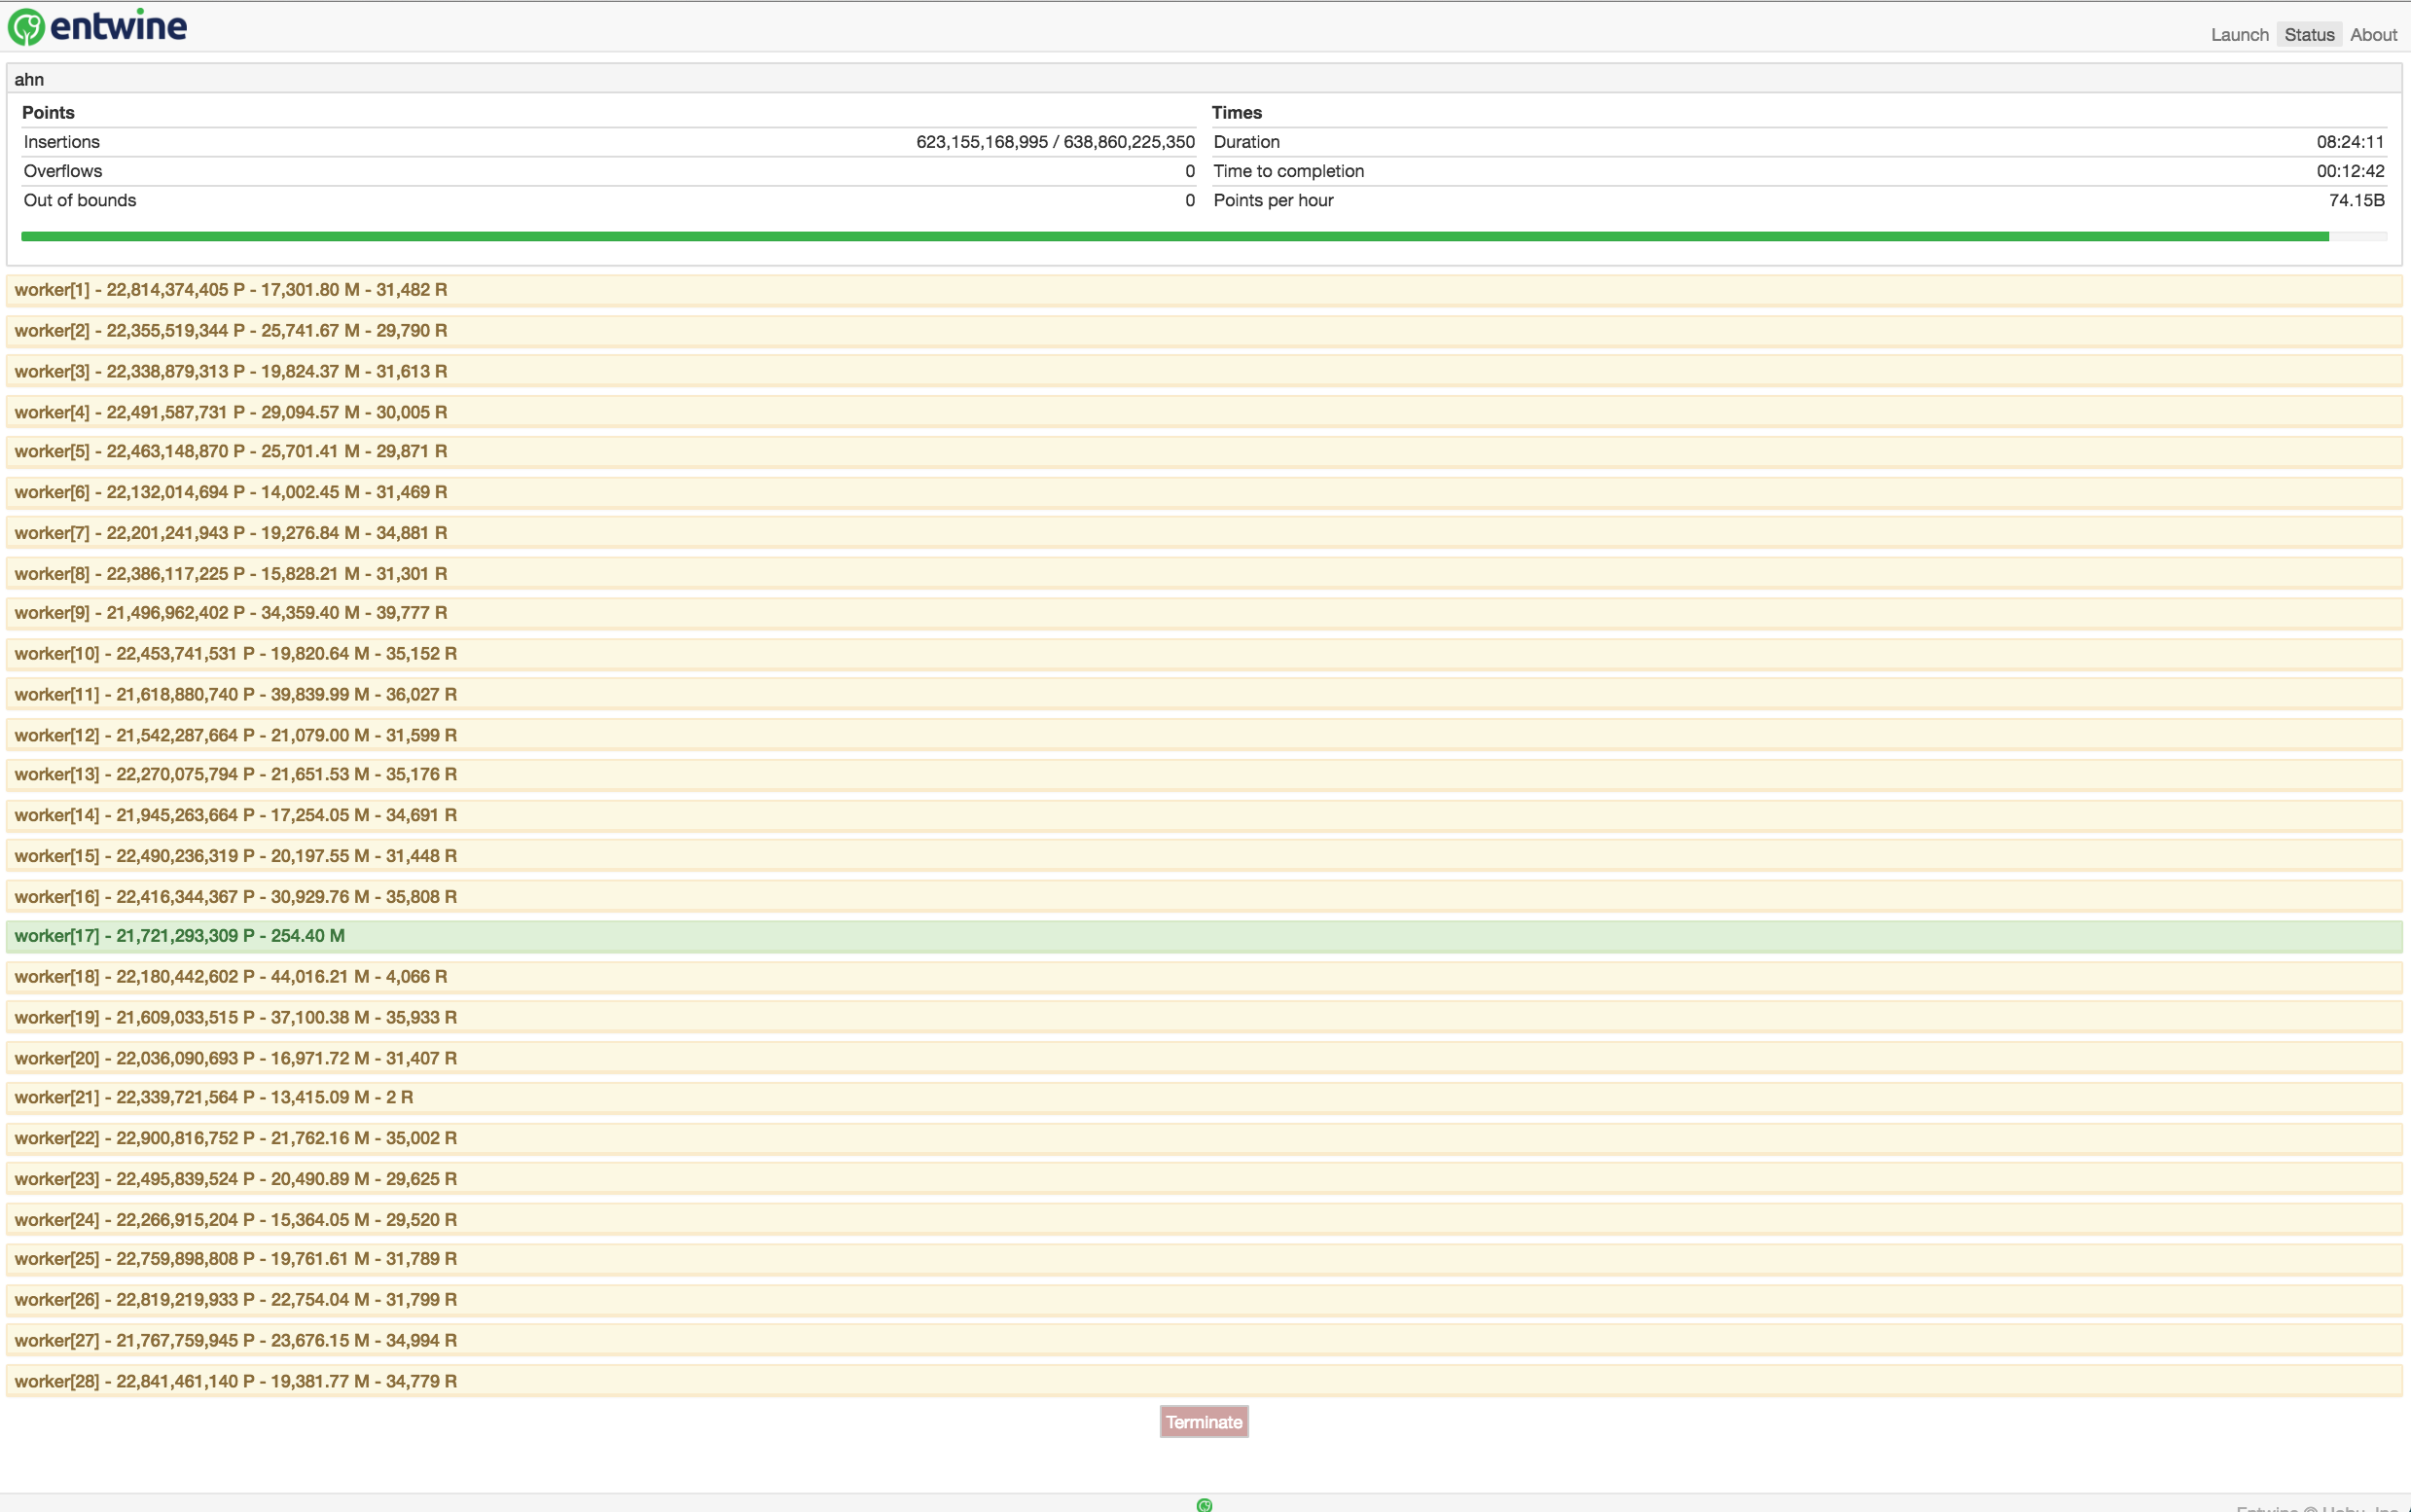 entwine
Launch Status About
ahn
Points Times
Insertions 623,155,168,995 / 638,860,225,350 Duration 08:24:11
Overflows 0 Time to completion 00:12:42
Out of bounds 0 Points per hour 74.15B
worker[1] - 22,814,374,405 P - 17,301.80 M - 31,482 R
worker[2] - 22,355,519,344 P - 25,741.67 M - 29,790 R
worker[3] - 22,338,879,313 P - 19,824.37 M - 31,613 R
worker[4] - 22,491,587,731 P - 29,094.57 M - 30,005 R
worker[5] - 22,463,148,870 P - 25,701.41 M - 29,871 R
worker[6] - 22,132,014,694 P - 14,002.45 M - 31,469 R
worker[7] - 22,201,241,943 P - 19,276.84 M - 34,881 R
worker[8] - 22,386,117,225 P - 15,828.21 M - 31,301 R
worker[9] - 21,496,962,402 P - 34,359.40 M - 39,777 R
worker[10] - 22,453,741,531 P - 19,820.64 M - 35,152 R
worker[11] - 21,618,880,740 P - 39,839.99 M - 36,027 R
worker[12] - 21,542,287,664 P - 21,079.00 M - 31,599 R
worker[13] - 22,270,075,794 P - 21,651.53 M - 35,176 R
worker[14] - 21,945,263,664 P - 17,254.05 M - 34,691 R
worker[15] - 22,490,236,319 P - 20,197.55 M - 31,448 R
worker[16] - 22,416,344,367 P - 30,929.76 M - 35,808 R
worker[17] - 21,721,293,309 P - 254.40 M
worker[18] - 22,180,442,602 P - 44,016.21 M - 4,066 R
worker[19] - 21,609,033,515 P - 37,100.38 M - 35,933 R
worker[20] - 22,036,090,693 P - 16,971.72 M - 31,407 R
worker[21] - 22,339,721,564 P - 13,415.09 M - 2 R
worker[22] - 22,900,816,752 P - 21,762.16 M - 35,002 R
worker[23] - 22,495,839,524 P - 20,490.89 M - 29,625 R
worker[24] - 22,266,915,204 P - 15,364.05 M - 29,520 R
worker[25] - 22,759,898,808 P - 19,761.61 M - 31,789 R
worker[26] - 22,819,219,933 P - 22,754.04 M - 31,799 R
worker[27] - 21,767,759,945 P - 23,676.15 M - 34,994 R
worker[28] - 22,841,461,140 P - 19,381.77 M - 34,779 R
Terminate